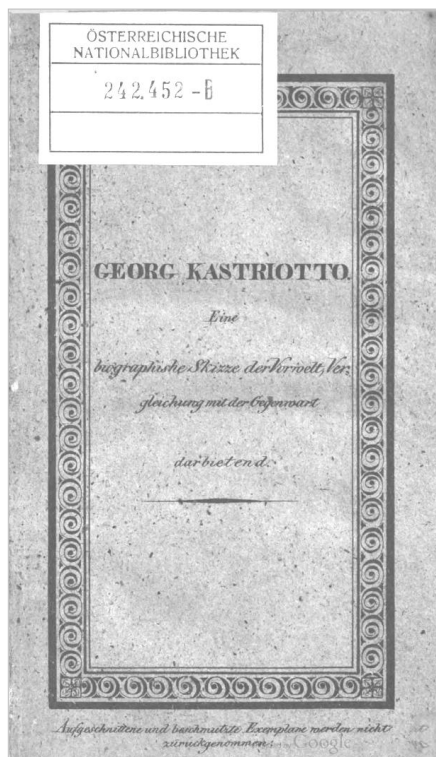 ÖSTERREICHISCHE
NATIONALBIBLIOTHEK
242.452-B
GEORG KASTRIOTTO.
Eine
biographishe Skizze der Vorwelt, Ver=
gleichung mit der Gegenwart
darbietend.
Aufgeschnittene und beschmutzte Exemplare werden nicht
zurückgenommen.
Google